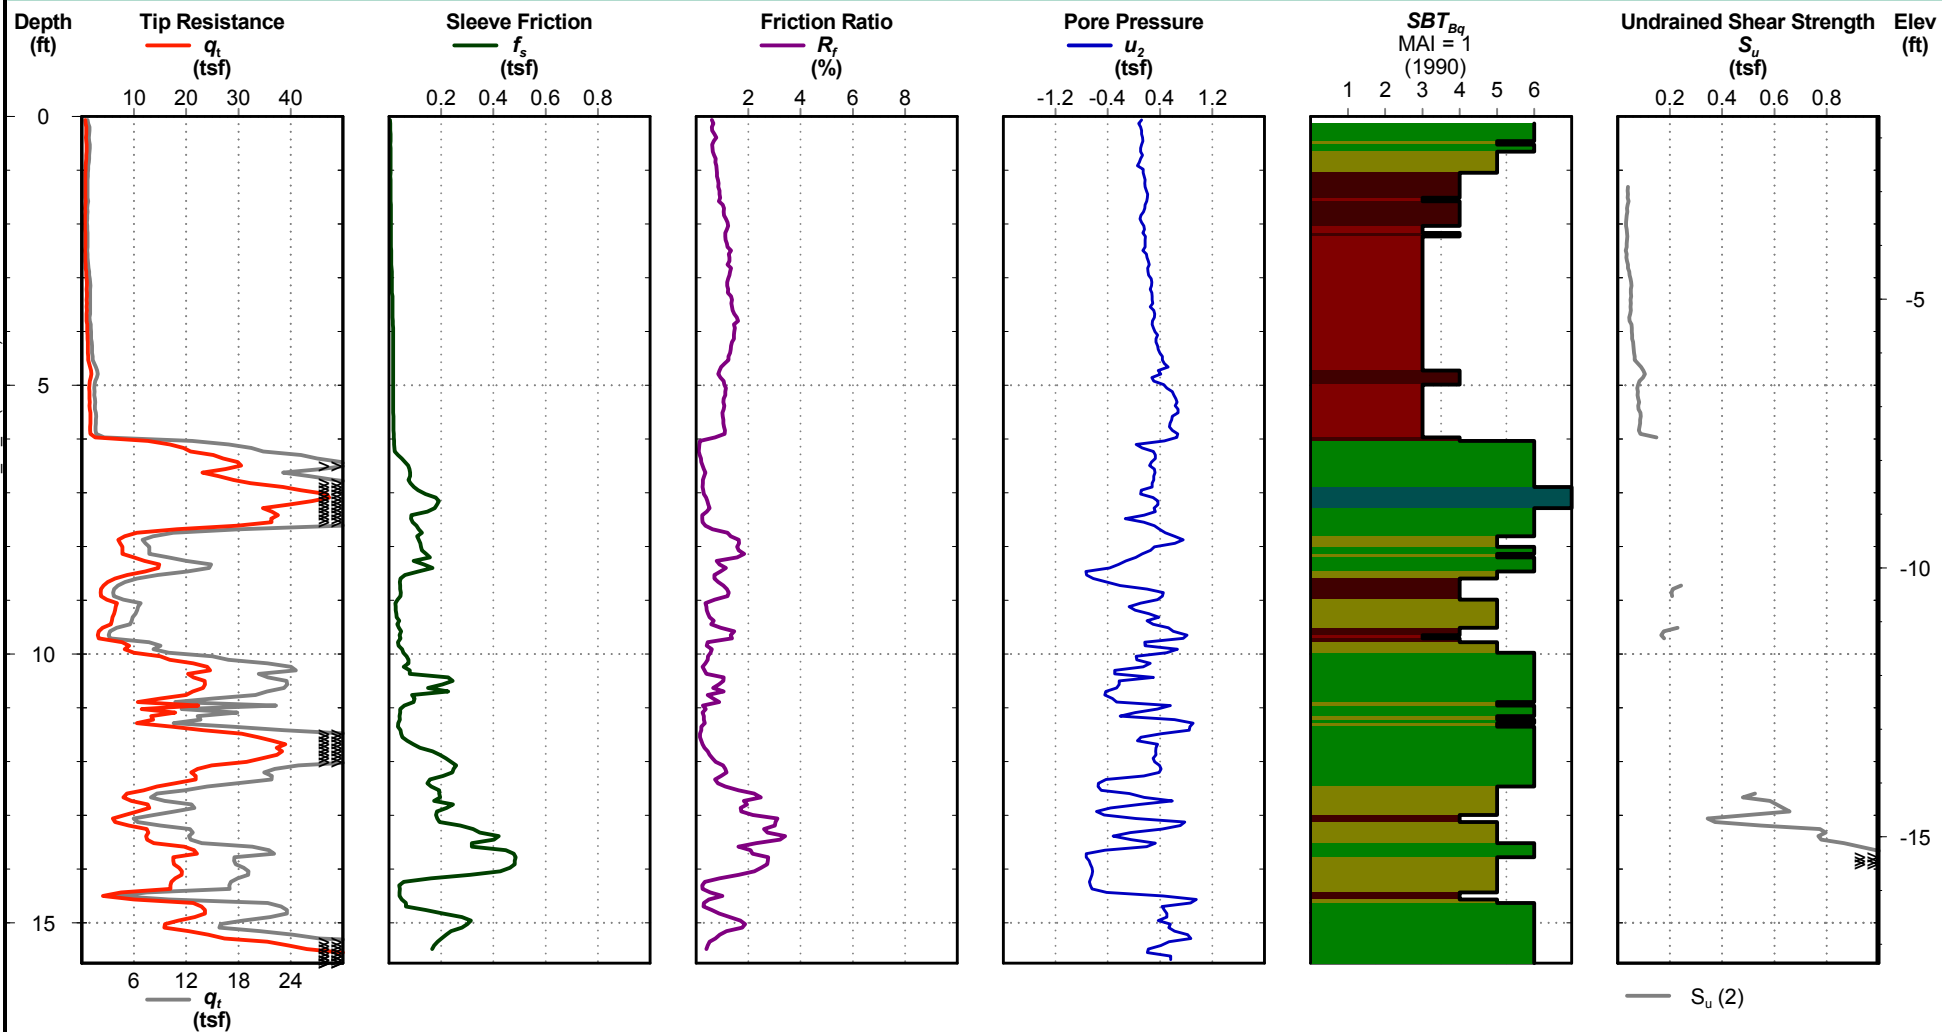 Depth
(ft)
Tip Resistance
qt
(tsf)
Sleeve Friction
fs
(tsf)
Friction Ratio
Rf
(%)
Pore Pressure
u2
(tsf)
SBTBq
MAI = 1
(1990)
Undrained Shear Strength
Su
(tsf)
Elev
(ft)
10 20 30 40
0.2 0.4 0.6 0.8
2 4 6 8
-1.2 -0.4 0.4 1.2
1 2 3 4 5 6
0.2 0.4 0.6 0.8
0
-5
5
-10
10
-15
15
6 12 18 24
qt
(tsf)
Su (2)